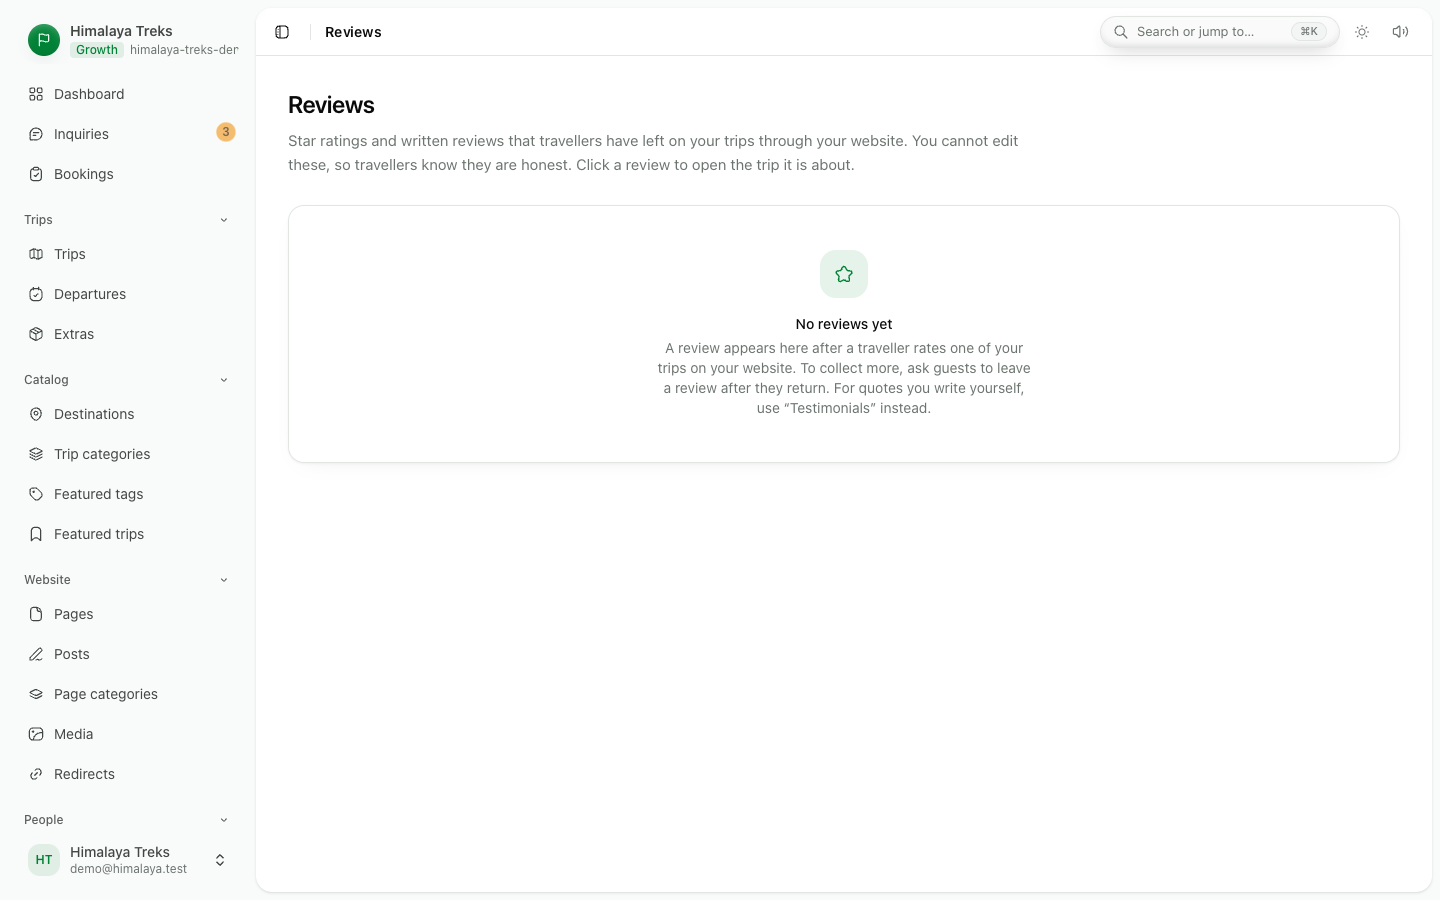 Himalaya Treks
Growth himalaya-treks-der
Dashboard
Inquiries 3
Bookings
Trips
Trips
Departures
Extras
Catalog
Destinations
Trip categories
Featured tags
Featured trips
Website
Pages
Posts
Page categories
Media
Redirects
People
HT
Himalaya Treks
demo@himalaya.test
Reviews
Search or jump to... ⌘K
Reviews
Star ratings and written reviews that travellers have left on your trips through your website. You cannot edit
these, so travellers know they are honest. Click a review to open the trip it is about.
No reviews yet
A review appears here after a traveller rates one of your
trips on your website. To collect more, ask guests to leave
a review after they return. For quotes you write yourself,
use “Testimonials” instead.